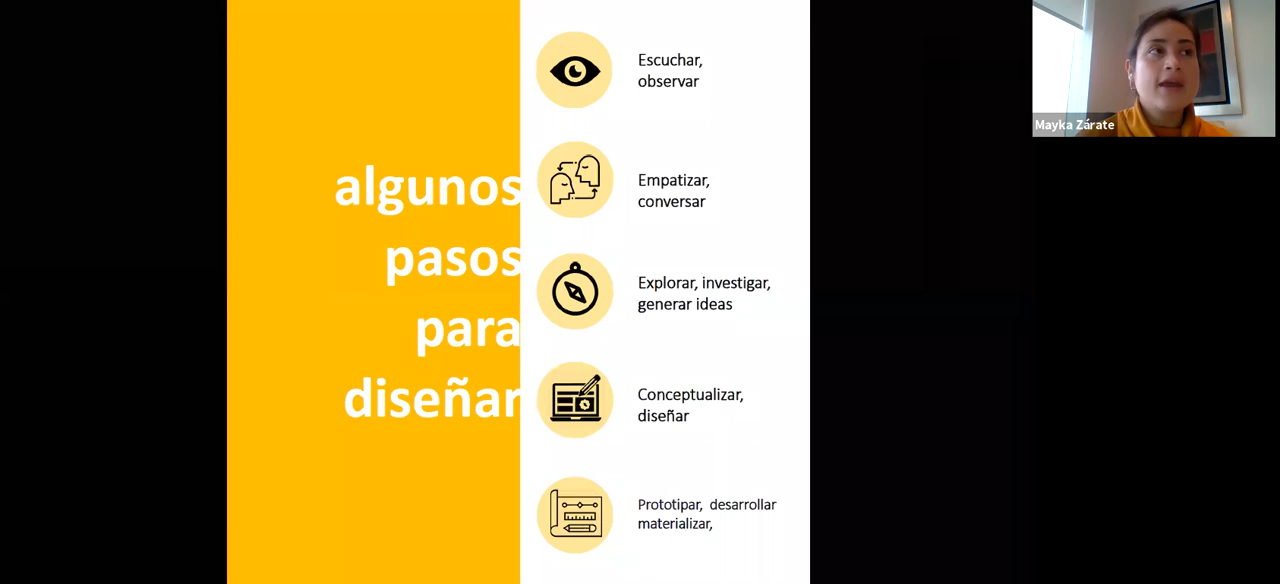 algunos
pasos
para
diseñar
Escuchar,
observar
Empatizar,
conversar
Explorar, investigar,
generar ideas
Conceptualizar,
diseñar
Prototipar, desarrollar
materializar,
Mayka Zárate